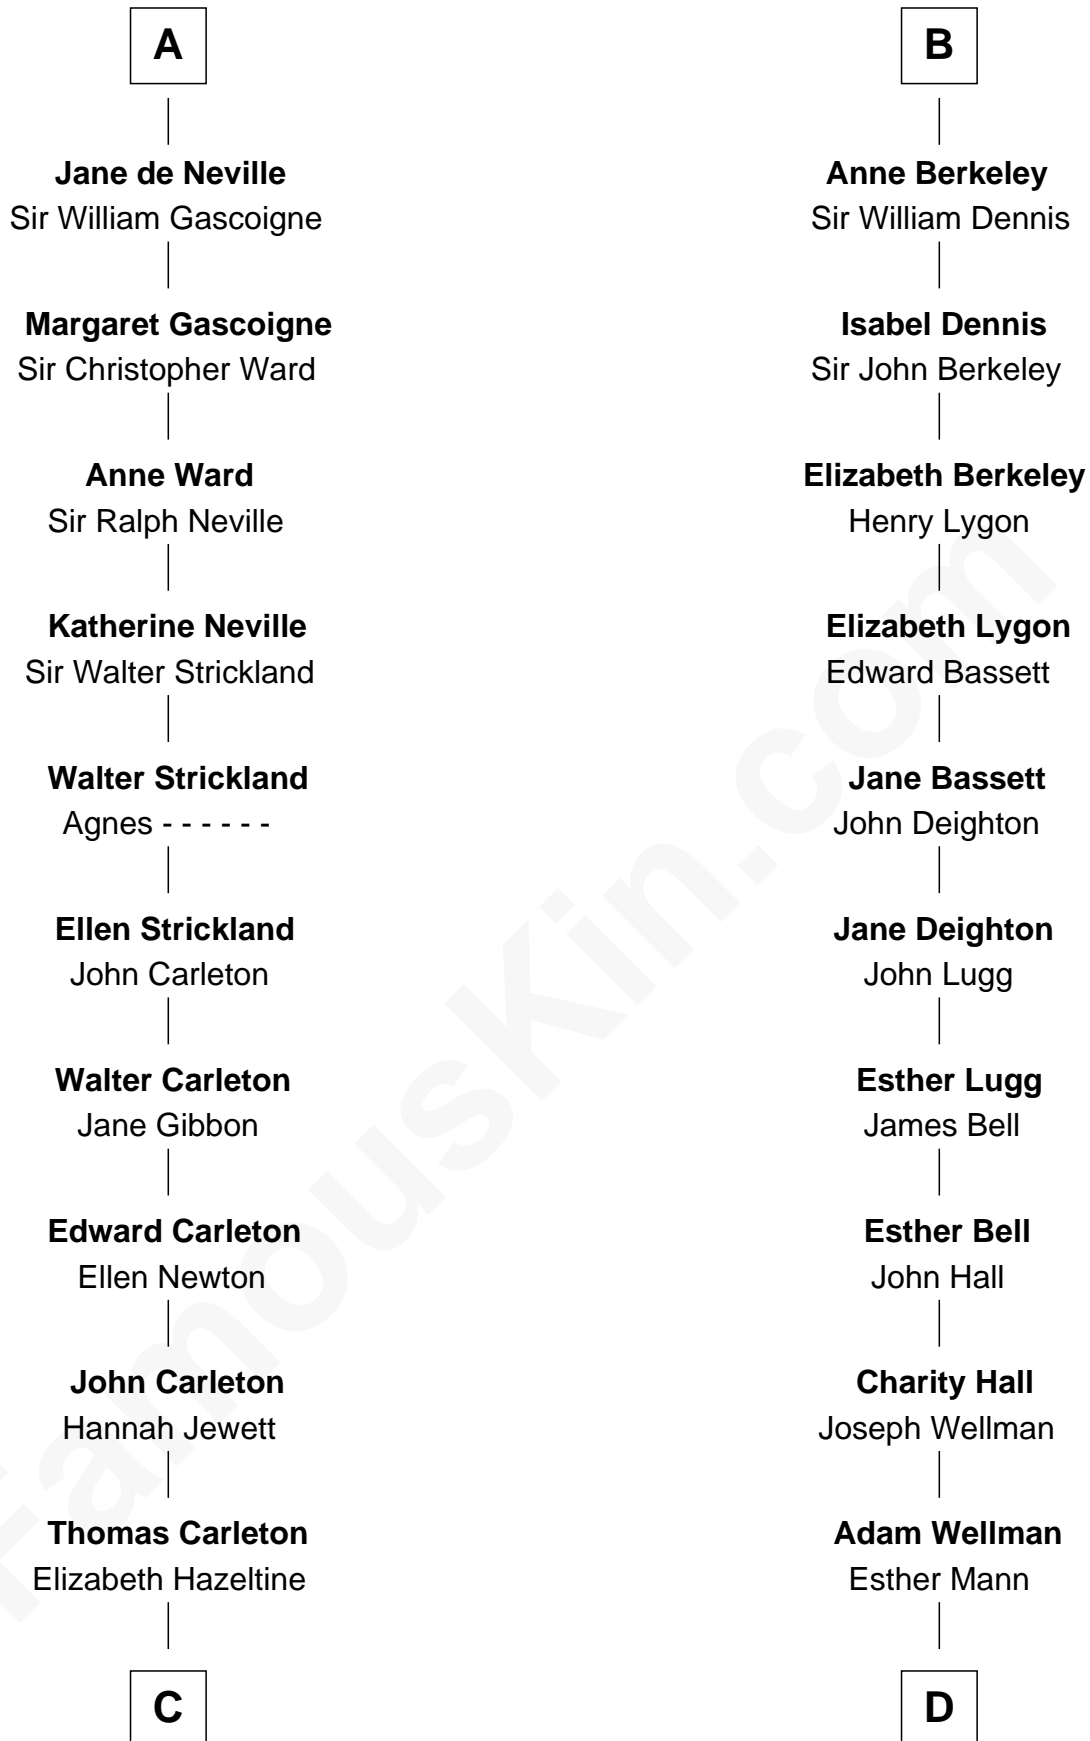 A
Jane de Neville
Sir William Gascoigne
Margaret Gascoigne
Sir Christopher Ward
Anne Ward
Sir Ralph Neville
Katherine Neville
Sir Walter Strickland
Walter Strickland
Agnes - - - - - -
Ellen Strickland
John Carleton
Walter Carleton
Jane Gibbon
Edward Carleton
Ellen Newton
John Carleton
Hannah Jewett
Thomas Carleton
Elizabeth Hazeltine
C
B
Anne Berkeley
Sir William Dennis
Isabel Dennis
Sir John Berkeley
Elizabeth Berkeley
Henry Lygon
Elizabeth Lygon
Edward Bassett
Jane Bassett
John Deighton
Jane Deighton
John Lugg
Esther Lugg
James Bell
Esther Bell
John Hall
Charity Hall
Joseph Wellman
Adam Wellman
Esther Mann
D
FamousKin.com